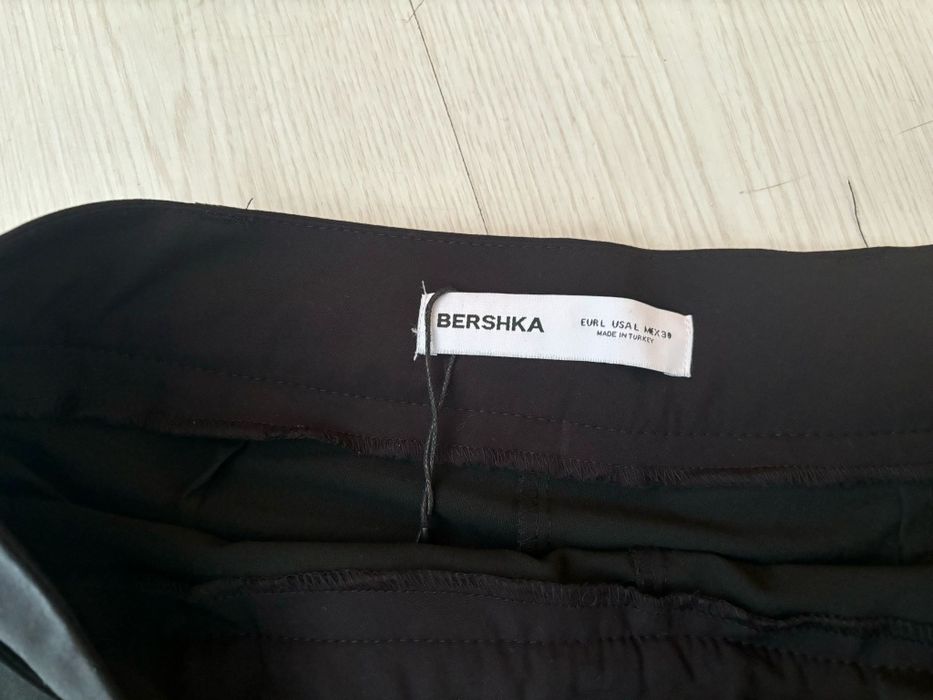 BERSHKA
EUR L USA L MEX 30
MADE IN TURKEY